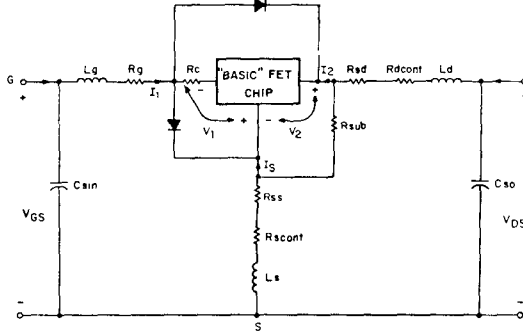 G
+
Lg
Rg
I1
Rc
-
"BASIC" FET
CHIP
I2
+
Rsd
Rdcont
Ld
+
V1
+
-
V2
Rsub
IS
Rss
Rscont
Ls
Csin
VGS
Cso
VDS
-
S
-